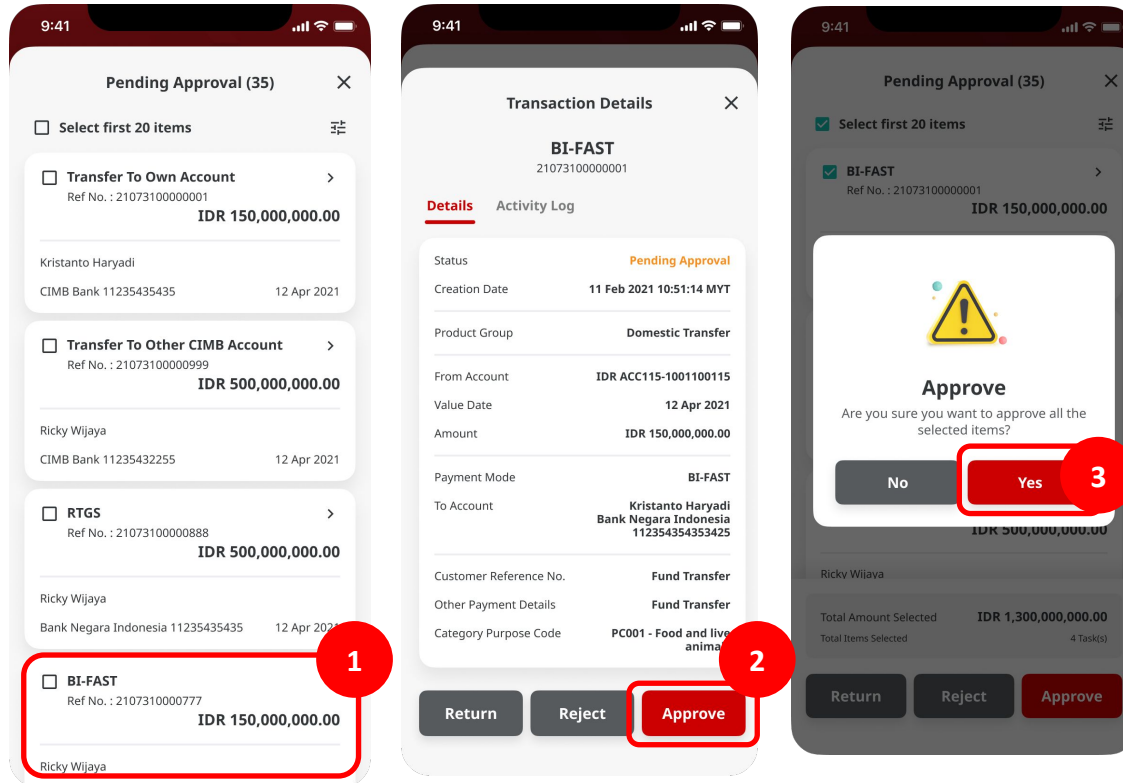 9:41
Pending Approval (35)
Select first 20 items
Transfer To Own Account
Ref No. : 21073100000001
IDR 150,000,000.00
Kristanto Haryadi
CIMB Bank 11235435435 12 Apr 2021
Transfer To Other CIMB Account
Ref No. : 21073100000999
IDR 500,000,000.00
Ricky Wijaya
CIMB Bank 11235432255 12 Apr 2021
RTGS
Ref No. : 21073100000888
IDR 500,000,000.00
Ricky Wijaya
Bank Negara Indonesia 11235435435 12 Apr 2021
1
BI-FAST
Ref No. : 2107310000777
IDR 150,000,000.00
Ricky Wijaya
9:41
Transaction Details
BI-FAST
21073100000001
Details Activity Log
Status Pending Approval
Creation Date 11 Feb 2021 10:51:14 MYT
Product Group Domestic Transfer
From Account IDR ACC115-1001100115
Value Date 12 Apr 2021
Amount IDR 150,000,000.00
Payment Mode BI-FAST
To Account Kristanto Haryadi
Bank Negara Indonesia
112354354353425
Customer Reference No. Fund Transfer
Other Payment Details Fund Transfer
Category Purpose Code PC001 - Food and live
2
Return Reject Approve
9:41
Pending Approval (35)
Select first 20 items
BI-FAST
Ref No. : 21073100000001
IDR 150,000,000.00
Approve
Are you sure you want to approve all the
selected items?
No Yes 3
IDR 500,000,000.00
Ricky Wijaya
Total Amount Selected IDR 1,300,000,000.00
Total Items Selected 4 Task(s)
Return Reject Approve